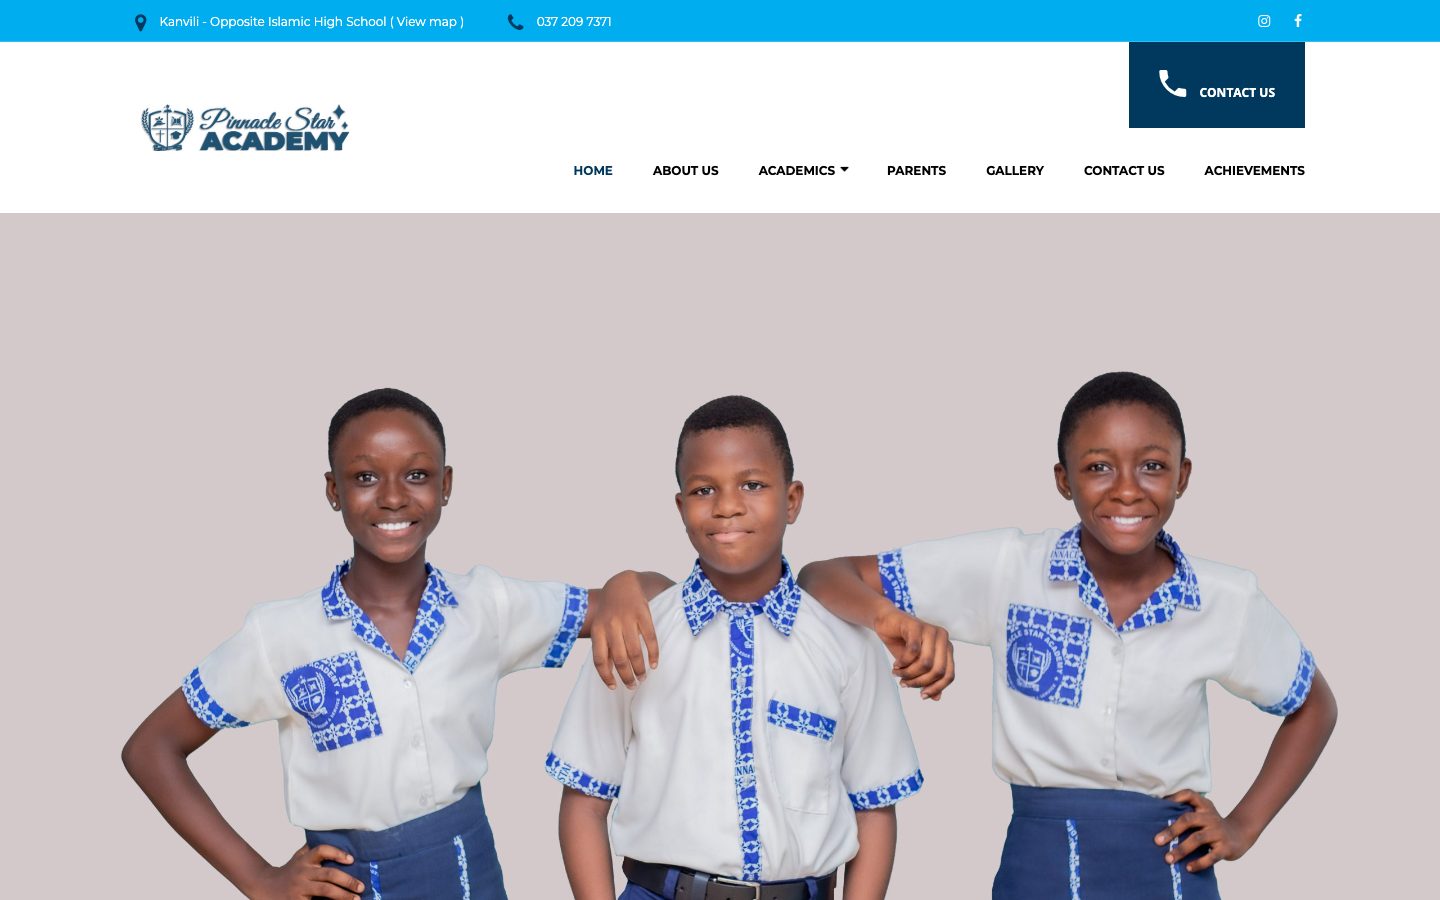 Kanvili - Opposite Islamic High School ( View map )
037 209 7371
CONTACT US
Pinnacle Star
ACADEMY
HOME
ABOUT US
ACADEMICS
PARENTS
GALLERY
CONTACT US
ACHIEVEMENTS